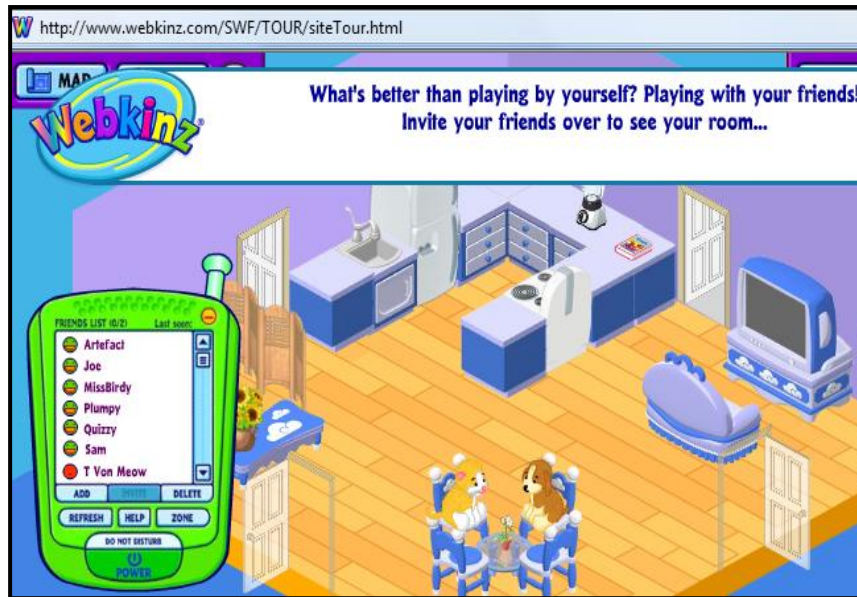 http://www.webkinz.com/SWF/TOUR/siteTour.html
MAP
Webkinz®
What's better than playing by yourself? Playing with your friends!
Invite your friends over to see your room...
FRIENDS LIST (0/2) Last seen:
Artefact
Joe
MissBirdy
Plumpy
Quizzy
Sam
T Von Meow
ADD INVITE DELETE
REFRESH HELP ZONE
DO NOT DISTURB
POWER